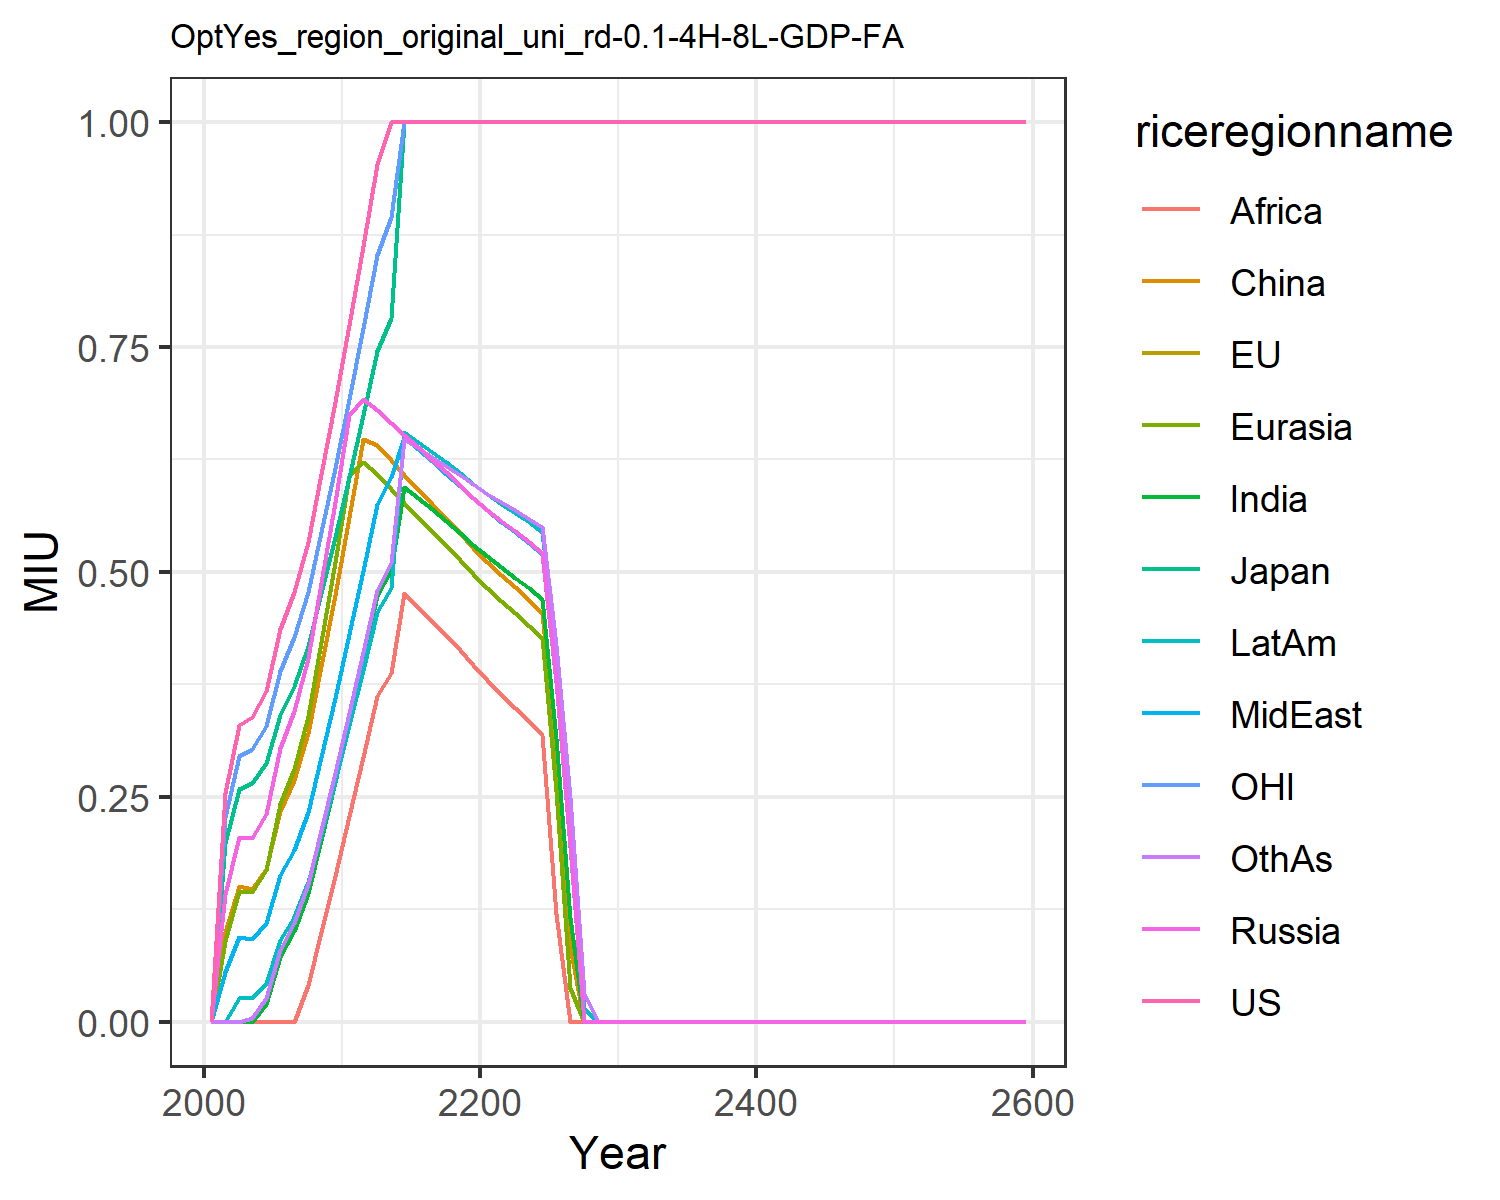 OptYes_region_original_uni_rd-0.1-4H-8L-GDP-FA
1.00
0.75
0.50
0.25
0.00
MIU
2000
2200
2400
2600
Year
riceregionname
Africa
China
EU
Eurasia
India
Japan
LatAm
MidEast
OHI
OthAs
Russia
US